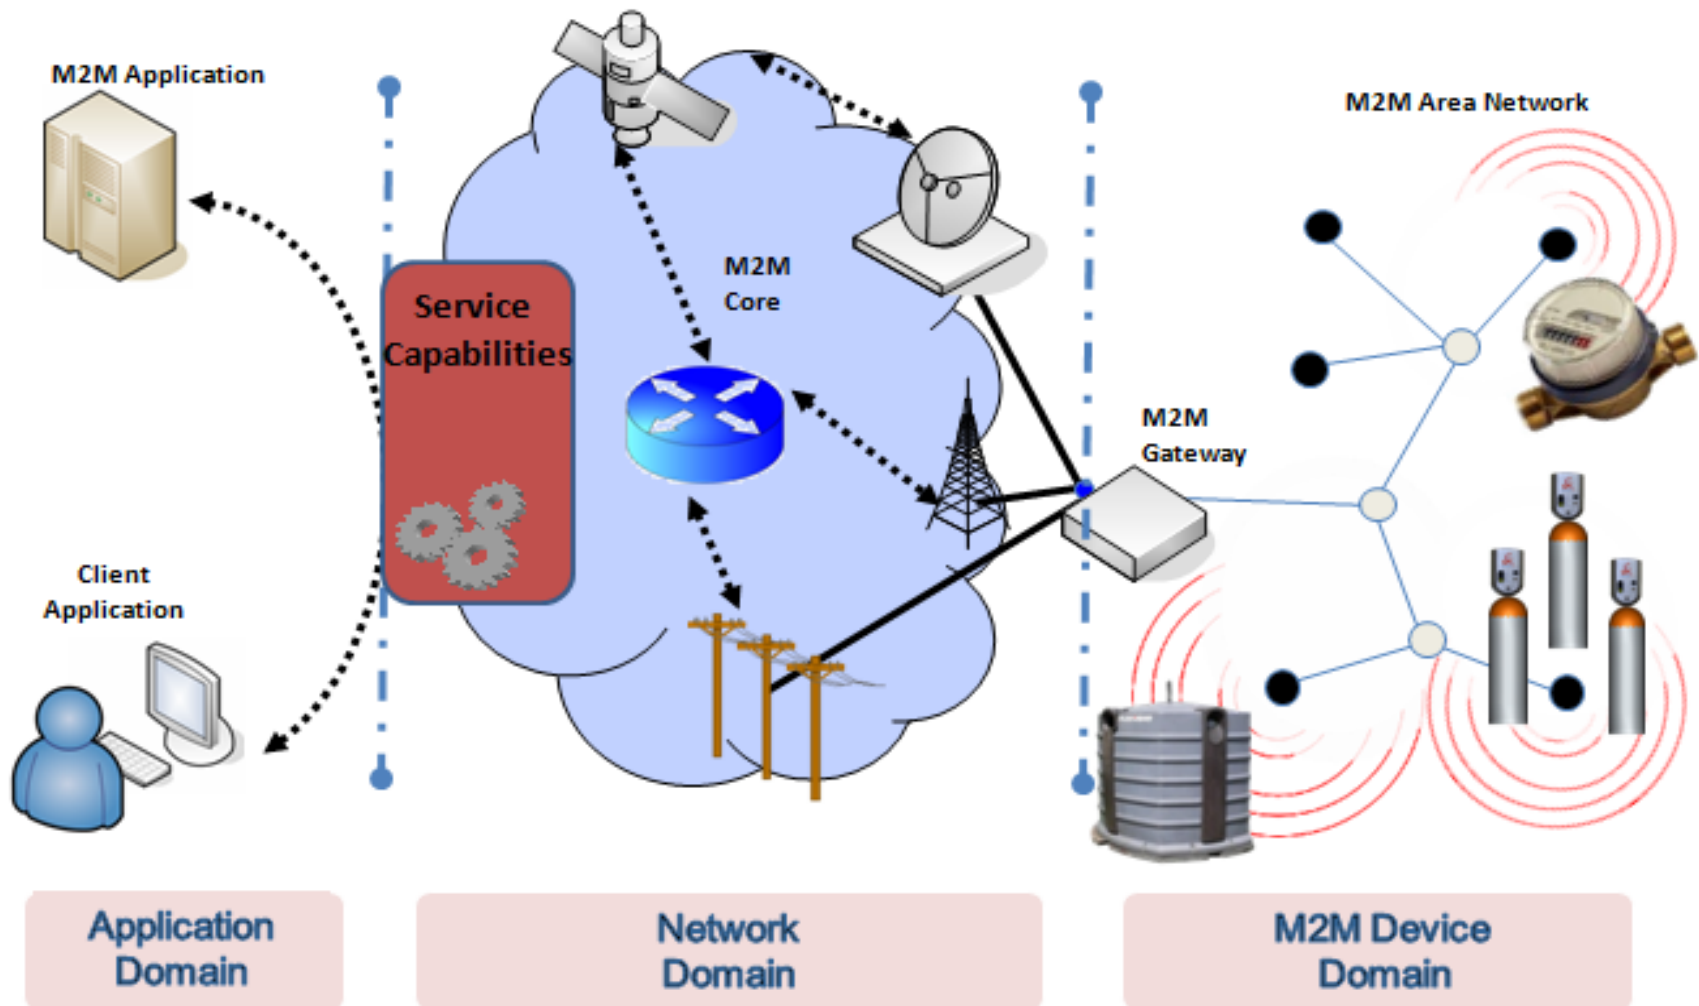 M2M Application
M2M Area Network
Service
Capabilities
M2M
Core
M2M
Gateway
Client
Application
Application
Domain
Network
Domain
M2M Device
Domain